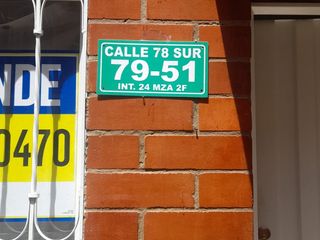 CALLE 78 SUR
79-51
INT. 24 MZA 2F
NDE
0470